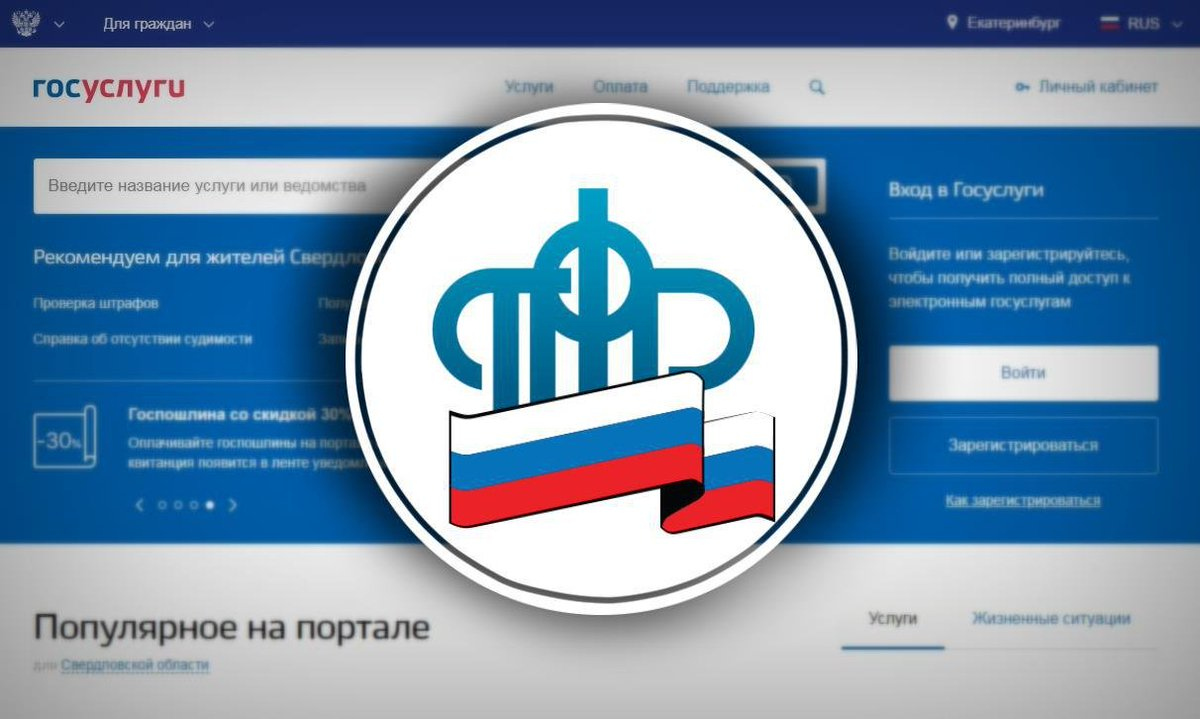 Для граждан
Екатеринбург
RUS
госуслуги
Услуги
Оплата
Поддержка
Личный кабинет
Введите название услуги или ведомства
Рекомендуем для жителей
Проверка штрафов
Справка об отсутствии судимости
-30%
Госпошлина со скидкой 30%
Оплачивайте госпошлины на
квитанция появится в ленте
Вход в Госуслуги
Войдите или зарегистрируйтесь,
чтобы получить полный доступ к
электронным госуслугам
Войти
Зарегистрироваться
Как зарегистрироваться
Популярное на портале
для Свердловской области
Услуги
Жизненные ситуации